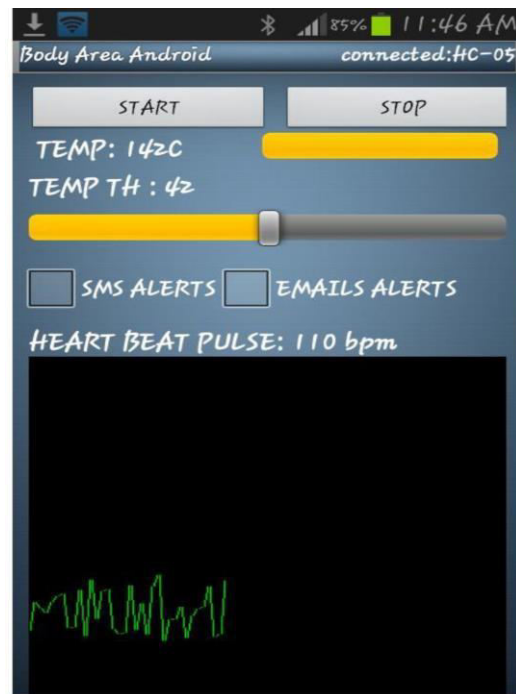 85% 11:46 AM
Body Area Android connected:HC-05
START STOP
TEMP: 142C
TEMP TH : 42
SMS ALERTS EMAILS ALERTS
HEART BEAT PULSE: 110 bpm